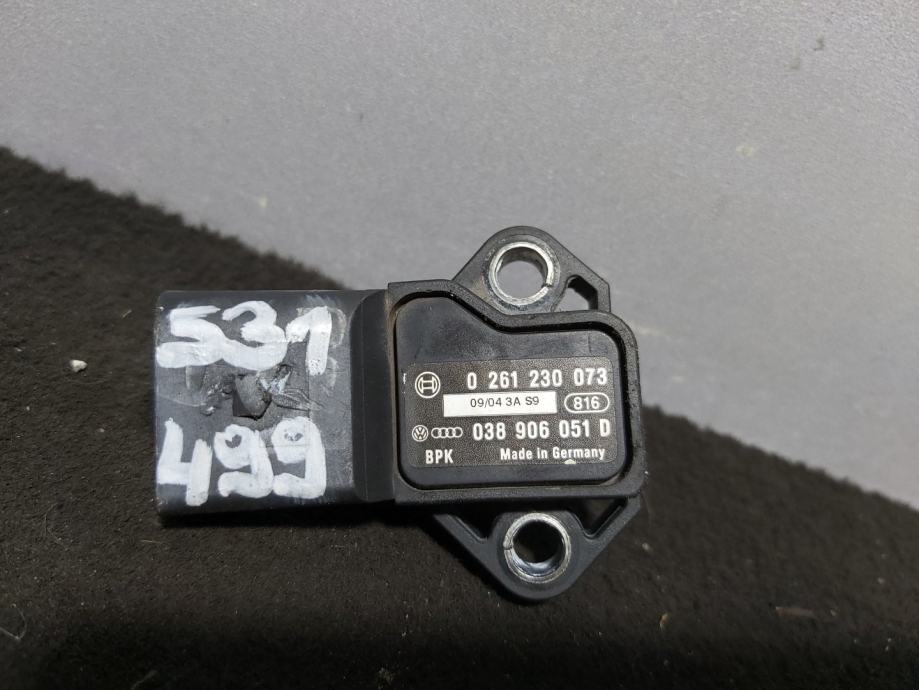 531
499
0 261 230 073
09/04 3A S9 816
038 906 051 D
BPK Made in Germany